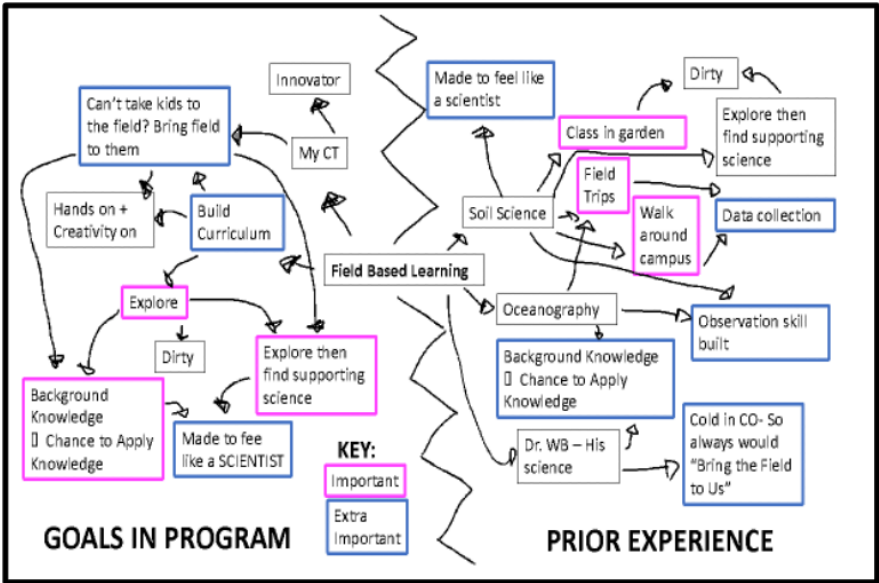 Innovator
Can't take kids to
the field? Bring field
to them
My CT
Hands on +
Creativity on
Build
Curriculum
Field Based Learning
Explore
Dirty
Explore then
find supporting
science
Background
Knowledge
▯ Chance to Apply
Knowledge
Made to fee
like a SCIENTIST
KEY:
Important
Extra
Important
GOALS IN PROGRAM
Made to feel like
a scientist
Dirty
Class in garden
Explore then
find supporting
science
Field
Trips
Soil Science
Walk
around
campus
Data collection
Oceanography
Observation skill
built
Background Knowledge
▯ Chance to Apply
Knowledge
Dr. WB – His
science
Cold in CO- So
always would
"Bring the Field
to Us"
PRIOR EXPERIENCE